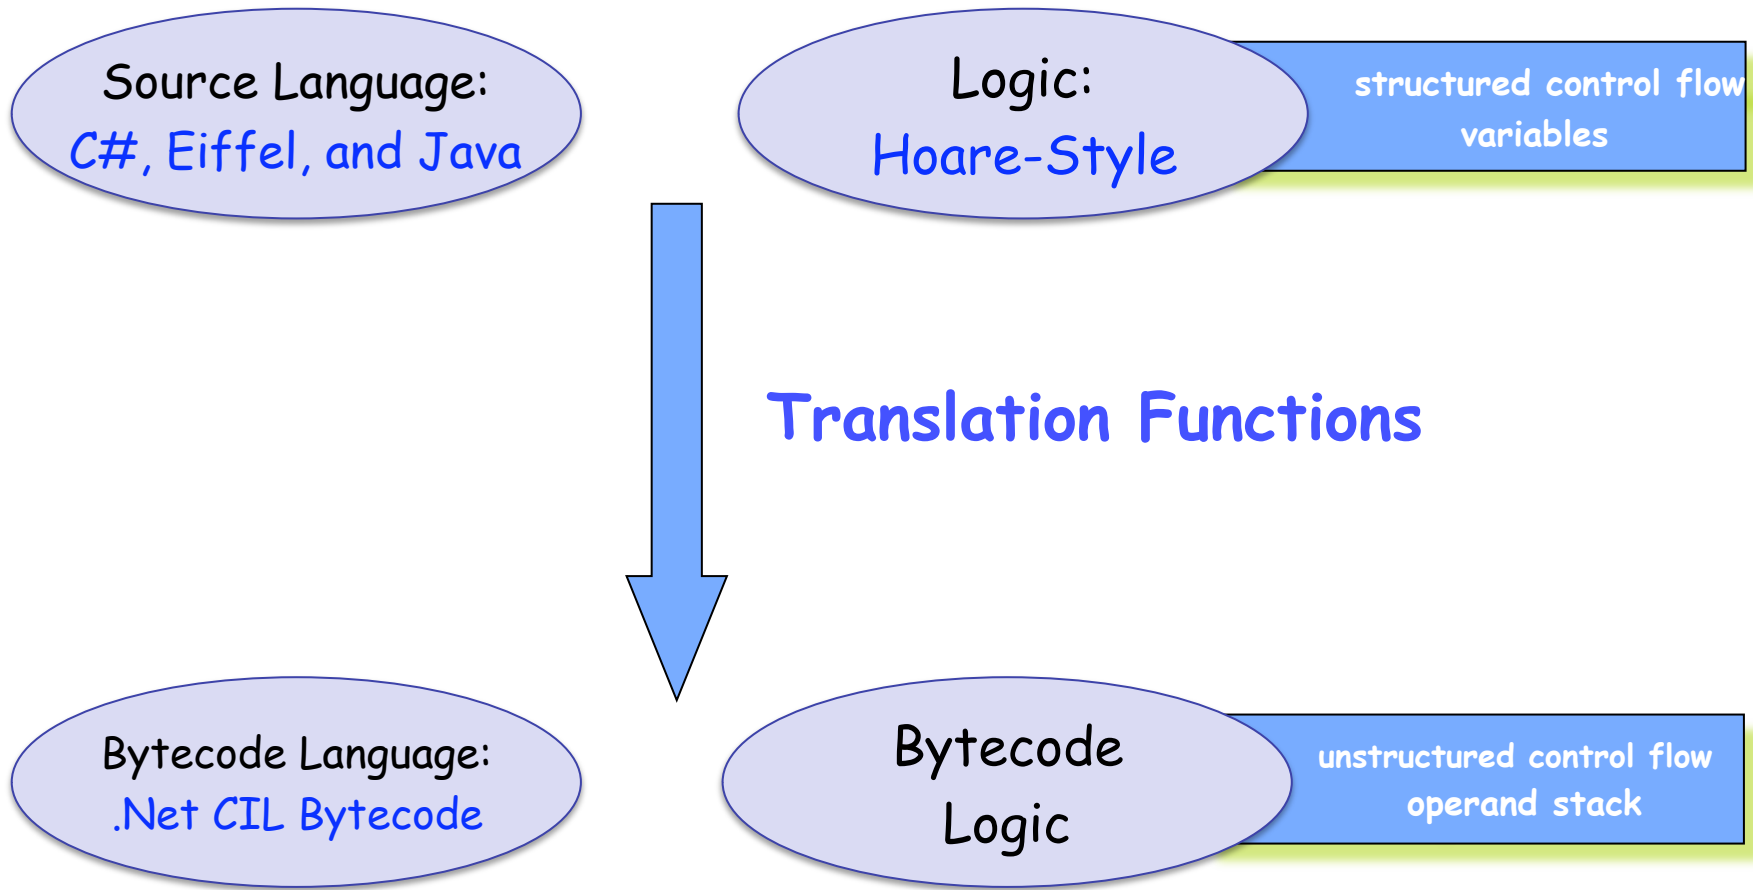 Source Language:
C#, Eiffel, and Java
Logic:
Hoare-Style
structured control flow
variables
Translation Functions
Bytecode Language:
.Net CIL Bytecode
Bytecode
Logic
unstructured control flow
operand stack